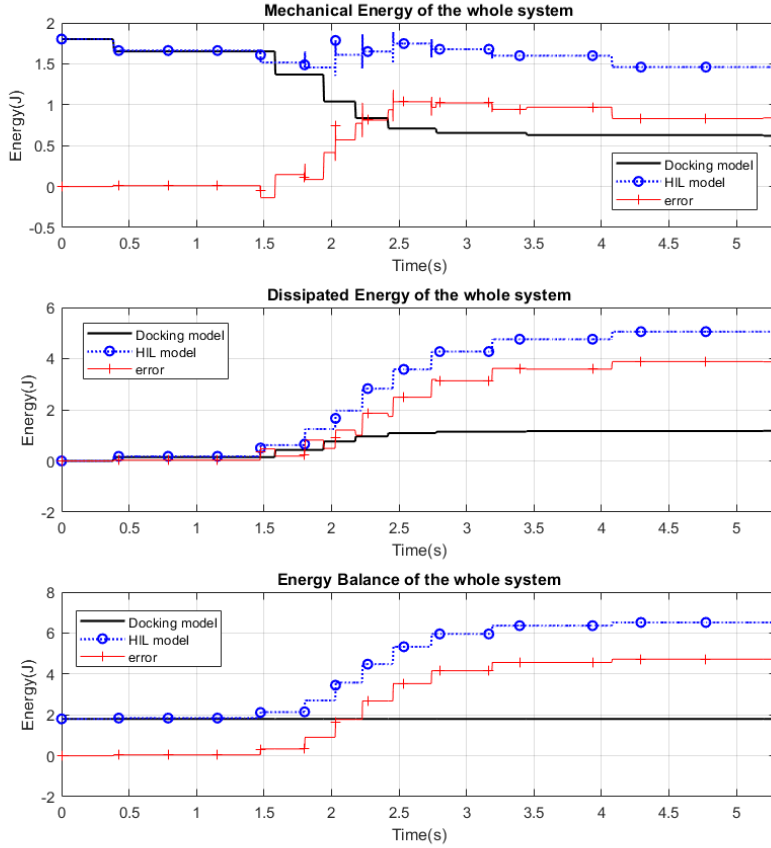 Mechanical Energy of the whole system
2
1.5
1
0.5
0
-0.5
Energy(J)
Docking model
HIL model
error
0 0.5 1 1.5 2 2.5 3 3.5 4 4.5 5
Time(s)
Dissipated Energy of the whole system
6
4
2
0
-2
Energy(J)
Docking model
HIL model
error
0 0.5 1 1.5 2 2.5 3 3.5 4 4.5 5
Time(s)
Energy Balance of the whole system
8
6
4
2
0
-2
Energy(J)
Docking model
HIL model
error
0 0.5 1 1.5 2 2.5 3 3.5 4 4.5 5
Time(s)